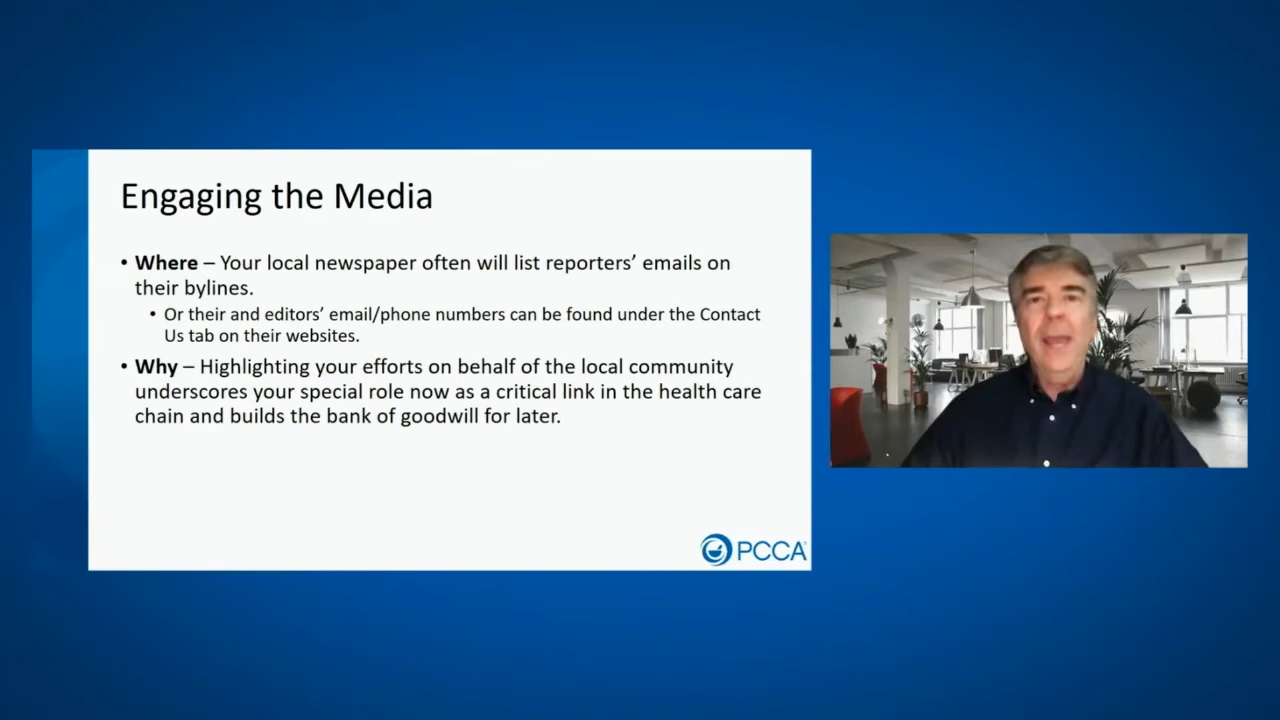 Engaging the Media
• Where – Your local newspaper often will list reporters’ emails on
their bylines.
• Or their and editors’ email/phone numbers can be found under the Contact
Us tab on their websites.
• Why – Highlighting your efforts on behalf of the local community
underscores your special role now as a critical link in the health care
chain and builds the bank of goodwill for later.
PCCA